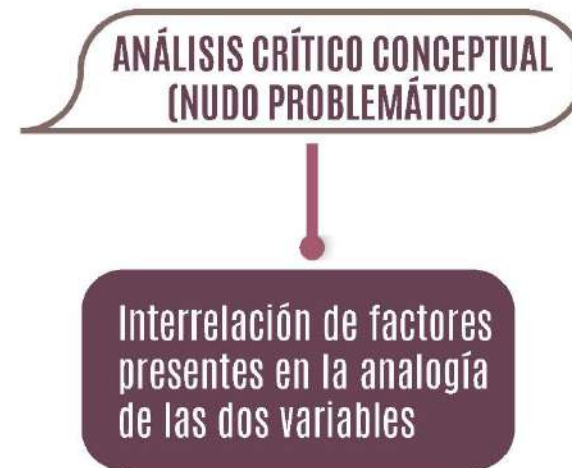 ANÁLISIS CRÍTICO CONCEPTUAL
(NUDO PROBLEMÁTICO)
Interrelación de factores
presentes en la analogía
de las dos variables